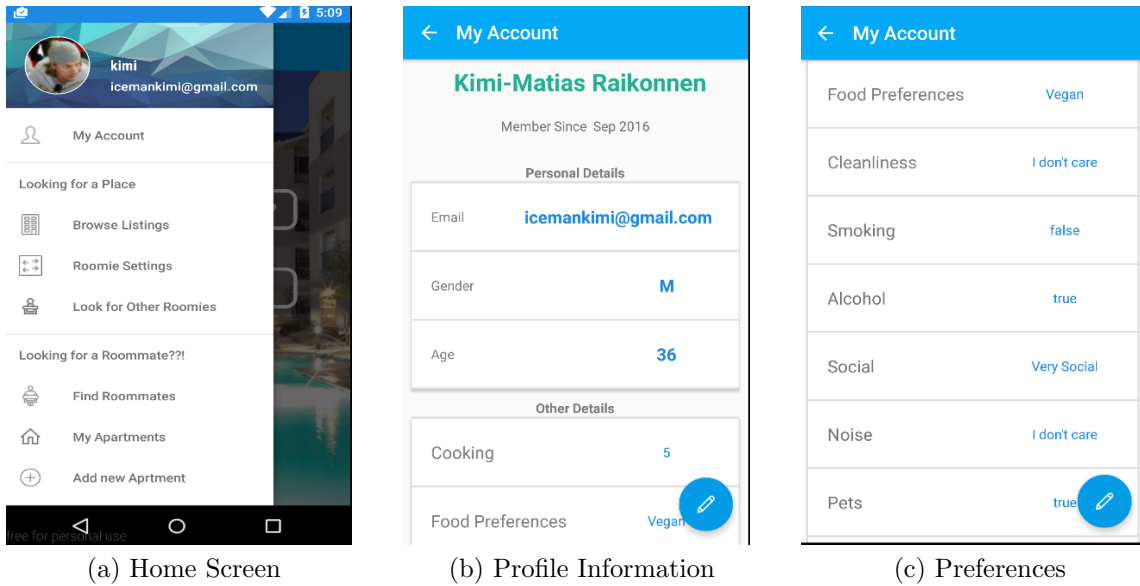 5:09
kimi
icemankimi@gmail.com
My Account
Looking for a Place
Browse Listings
Roomie Settings
Look for Other Roomies
Looking for a Roommate??!
Find Roommates
My Apartments
Add new Aprtment
free for personal use
(a) Home Screen
My Account
Kimi-Matias Raikonnen
Member Since Sep 2016
Personal Details
Email icemankimi@gmail.com
Gender M
Age 36
Other Details
Cooking 5
Food Preferences Vegan
(b) Profile Information
My Account
Food Preferences Vegan
Cleanliness I don't care
Smoking false
Alcohol true
Social Very Social
Noise I don't care
Pets true
(c) Preferences